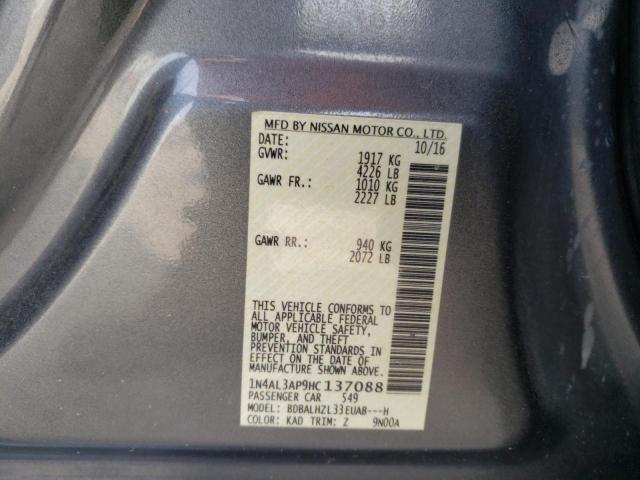 MFD BY NISSAN MOTOR CO., LTD.
DATE: 10/16
GVWR: 1917 KG
4226 LB
GAWR FR.: 1010 KG
2227 LB
GAWR RR.: 940 KG
2072 LB
THIS VEHICLE CONFORMS TO
ALL APPLICABLE FEDERAL
MOTOR VEHICLE SAFETY,
BUMPER, AND THEFT
PREVENTION STANDARDS IN
EFFECT ON THE DATE OF
MANUFACTURE SHOWN ABOVE.
1N4AL3AP9HC137088
PASSENGER CAR 549
MODEL: BDBALHZL33EUAB---H
COLOR: KAD TRIM: Z 9N00A